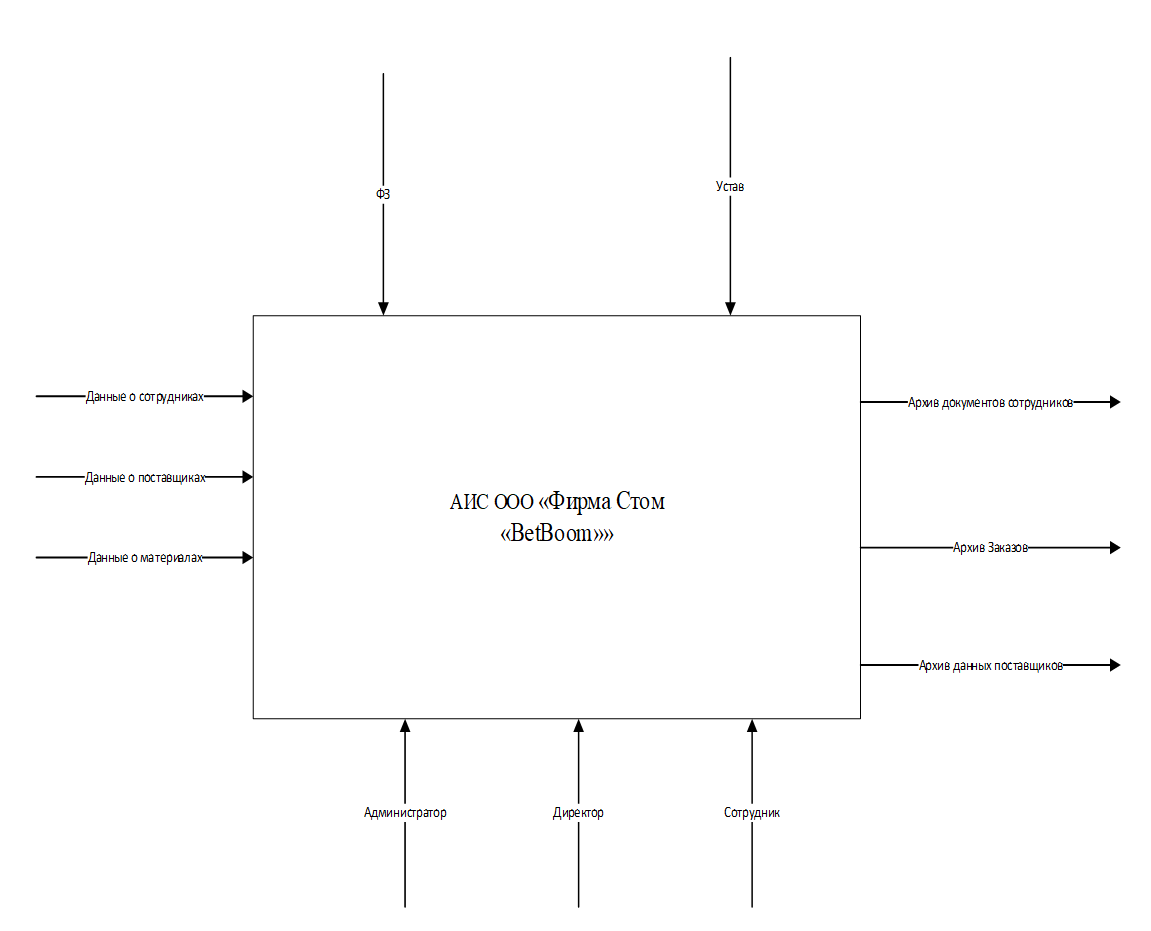 ФЗ
Устав
Данные о сотрудниках
Архив документов сотрудников
Данные о поставщиках
АИС ООО «Фирма Стом
«BetBoom»»
Архив Заказов
Данные о материалах
Архив данных поставщиков
Администратор
Директор
Сотрудник